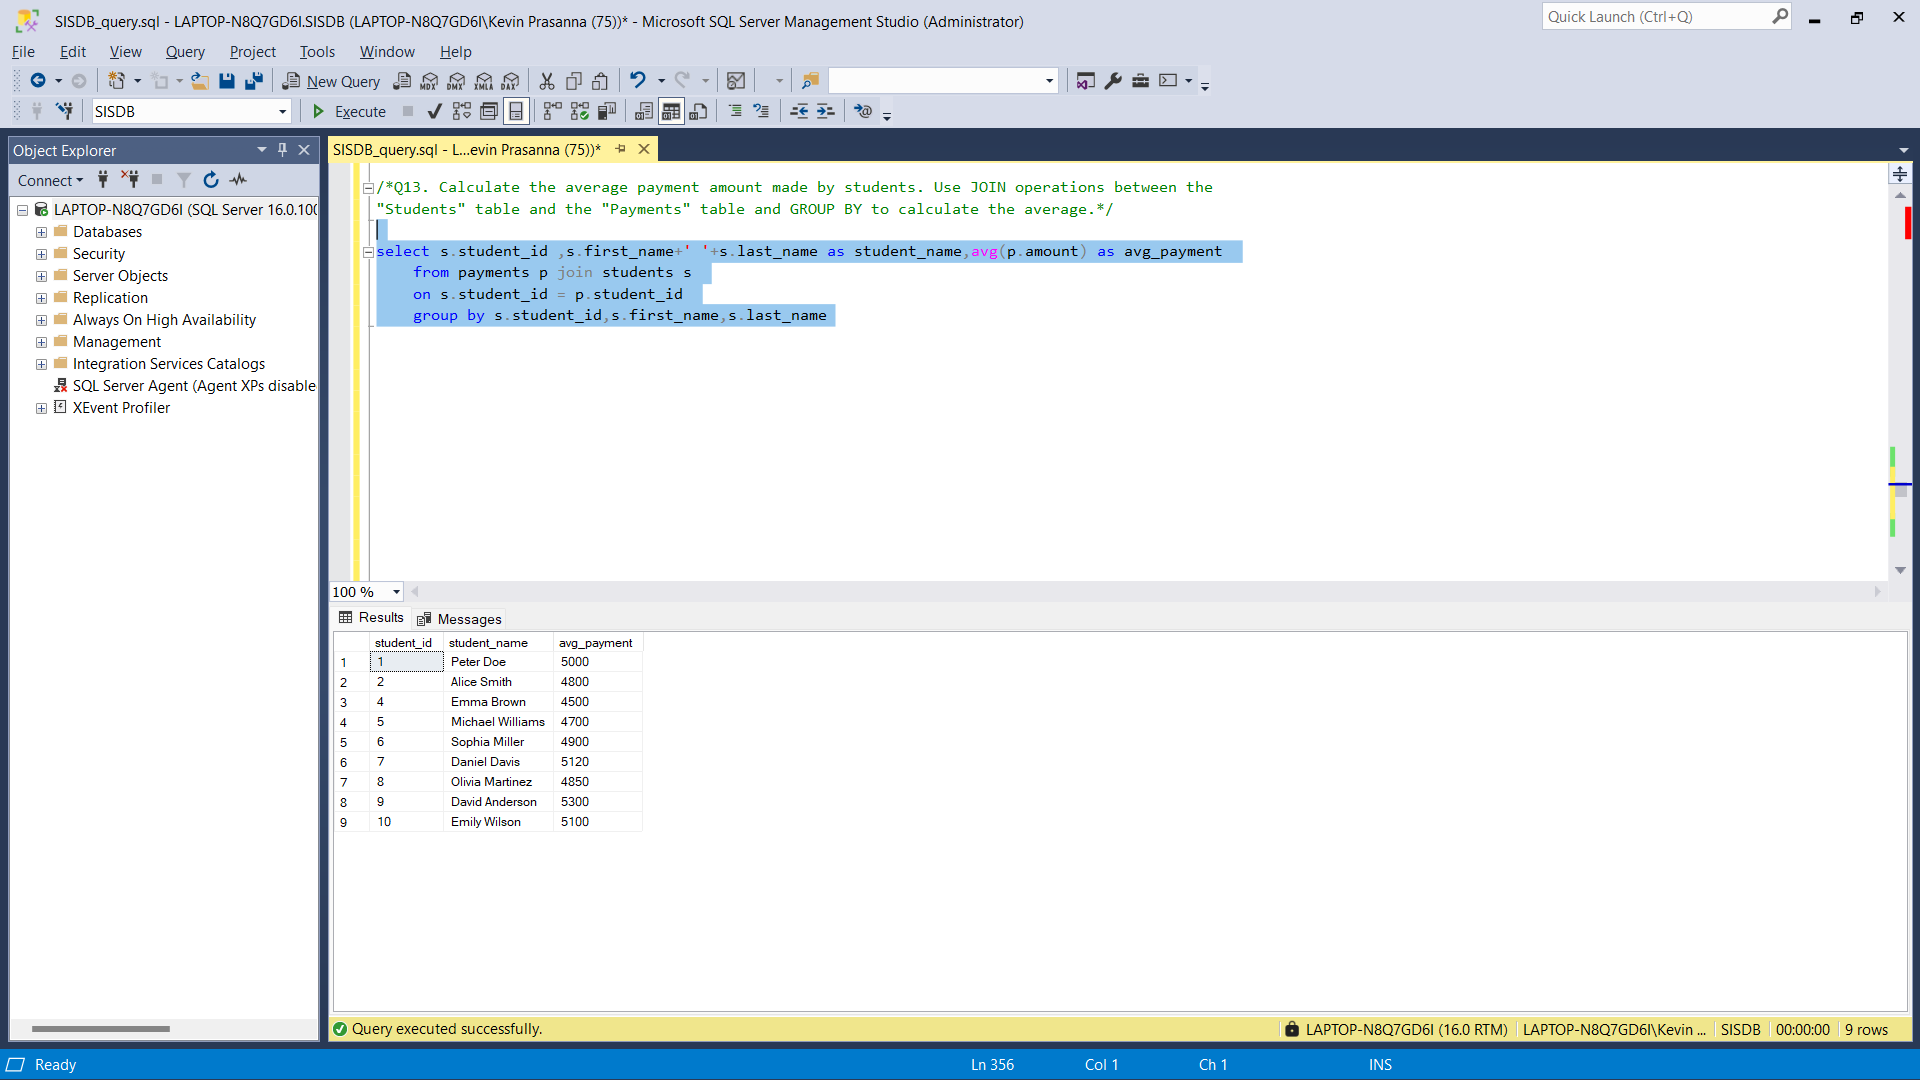 SISDB_query.sql - LAPTOP-N8Q7GD6I.SISDB (LAPTOP-N8Q7GD6I\Kevin Prasanna (75))* - Microsoft SQL Server Management Studio (Administrator)
Quick Launch (Ctrl+Q)
File Edit View Query Project Tools Window Help
New Query MDX DMX XMLA DAX
SISDB Execute
Object Explorer
SISDB_query.sql - L...evin Prasanna (75))*
Connect
LAPTOP-N8Q7GD6I (SQL Server 16.0.100
Databases
Security
Server Objects
Replication
Always On High Availability
Management
Integration Services Catalogs
SQL Server Agent (Agent XPs disable
XEvent Profiler
/*Q13. Calculate the average payment amount made by students. Use JOIN operations between the
"Students" table and the "Payments" table and GROUP BY to calculate the average.*/
select s.student_id ,s.first_name+' '+s.last_name as student_name,avg(p.amount) as avg_payment
from payments p join students s
on s.student_id = p.student_id
group by s.student_id,s.first_name,s.last_name
100 %
Results Messages
student_id student_name avg_payment
1 1 Peter Doe 5000
2 2 Alice Smith 4800
3 4 Emma Brown 4500
4 5 Michael Williams 4700
5 6 Sophia Miller 4900
6 7 Daniel Davis 5120
7 8 Olivia Martinez 4850
8 9 David Anderson 5300
9 10 Emily Wilson 5100
Query executed successfully. LAPTOP-N8Q7GD6I (16.0 RTM) LAPTOP-N8Q7GD6I\Kevin ... SISDB 00:00:00 9 rows
Ready Ln 356 Col 1 Ch 1 INS